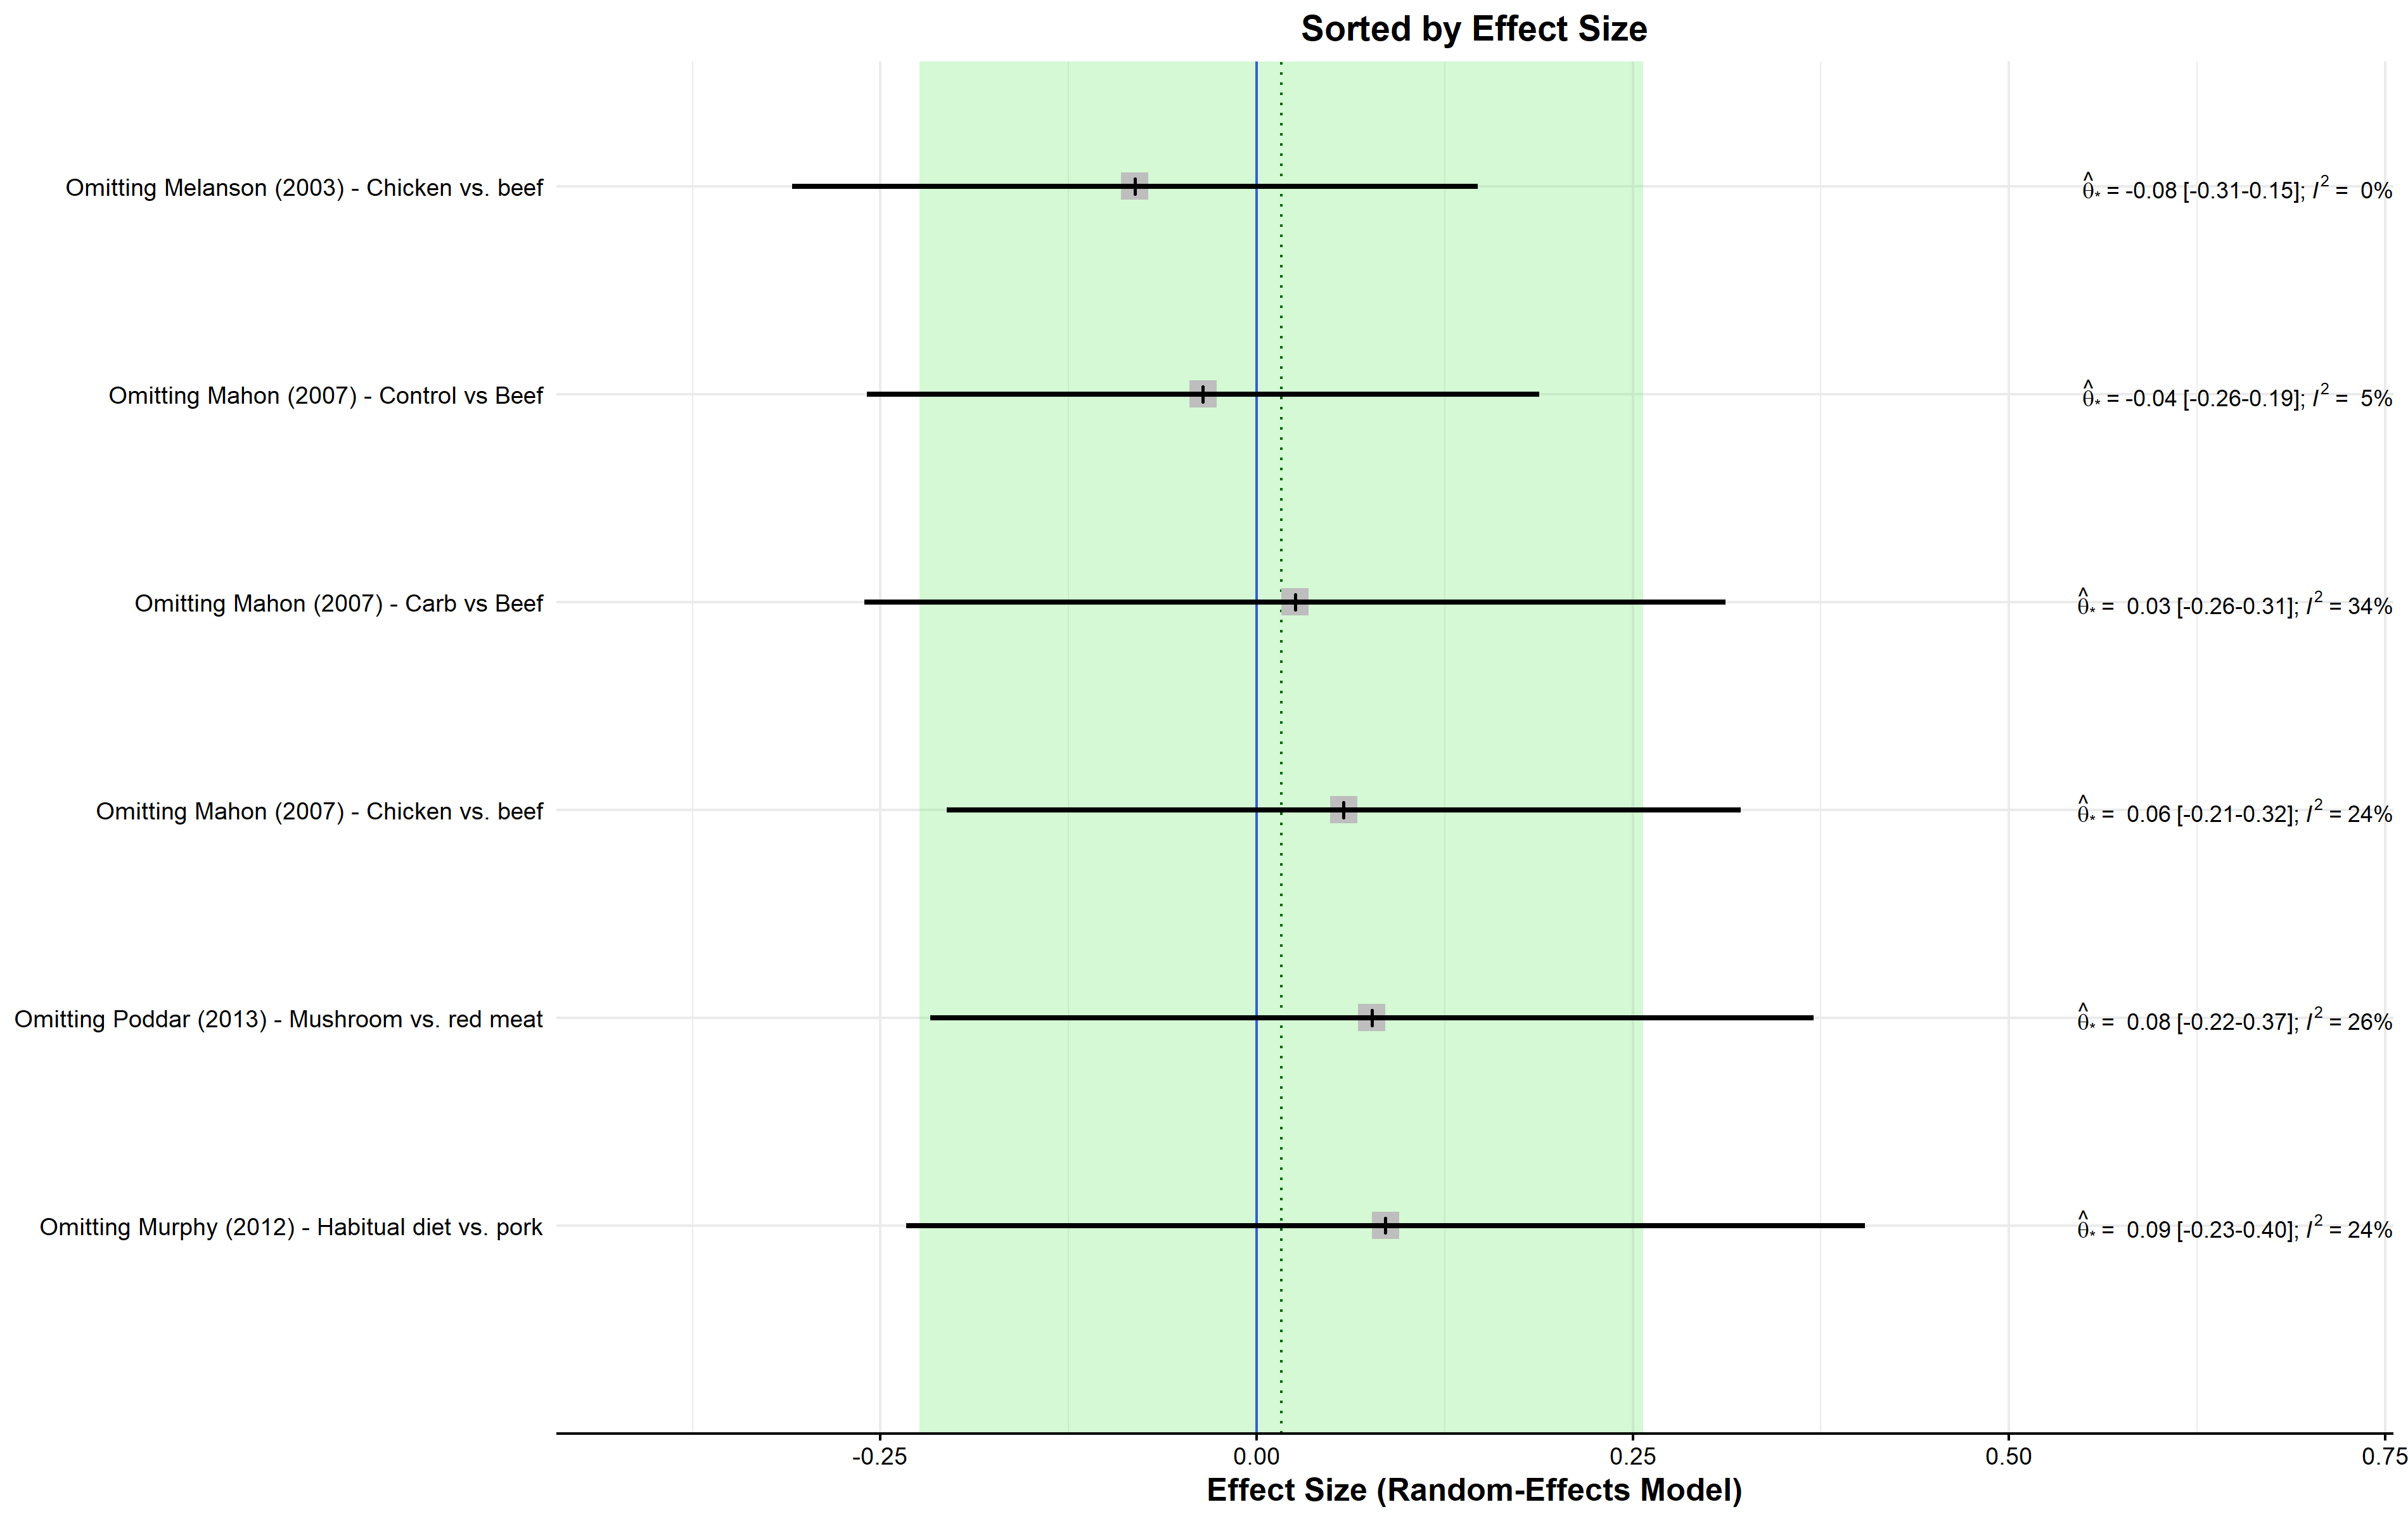 Sorted by Effect Size
Omitting Melanson (2003) - Chicken vs. beef
θ̂* = -0.08 [-0.31-0.15]; I² = 0%
Omitting Mahon (2007) - Control vs Beef
θ̂* = -0.04 [-0.26-0.19]; I² = 5%
Omitting Mahon (2007) - Carb vs Beef
θ̂* = 0.03 [-0.26-0.31]; I² = 34%
Omitting Mahon (2007) - Chicken vs. beef
θ̂* = 0.06 [-0.21-0.32]; I² = 24%
Omitting Poddar (2013) - Mushroom vs. red meat
θ̂* = 0.08 [-0.22-0.37]; I² = 26%
Omitting Murphy (2012) - Habitual diet vs. pork
θ̂* = 0.09 [-0.23-0.40]; I² = 24%
-0.25 0.00 0.25 0.50 0.75
Effect Size (Random-Effects Model)